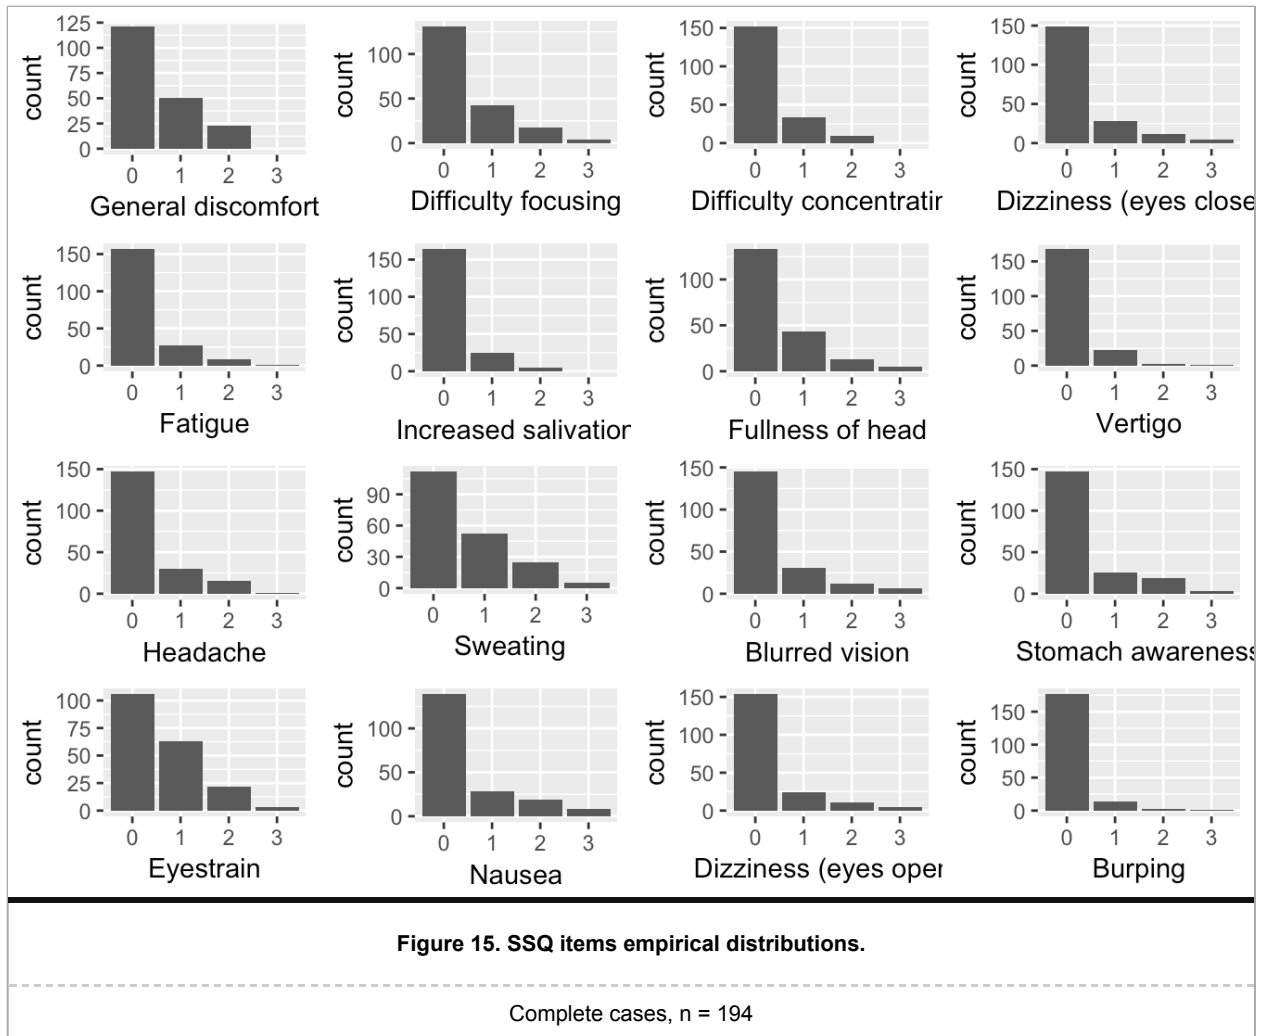 125
100
75
50
25
0
count
0 1 2 3
General discomfort
100
50
0
count
0 1 2 3
Difficulty focusing
150
100
50
0
count
0 1 2 3
Difficulty concentratin
150
100
50
0
count
0 1 2 3
Dizziness (eyes close
150
100
50
0
count
0 1 2 3
Fatigue
150
100
50
0
count
0 1 2 3
Increased salivation
100
50
0
count
0 1 2 3
Fullness of head
150
100
50
0
count
0 1 2 3
Vertigo
150
100
50
0
count
0 1 2 3
Headache
90
60
30
0
count
0 1 2 3
Sweating
150
100
50
0
count
0 1 2 3
Blurred vision
150
100
50
0
count
0 1 2 3
Stomach awareness
100
75
50
25
0
count
0 1 2 3
Eyestrain
100
50
0
count
0 1 2 3
Nausea
150
100
50
0
count
0 1 2 3
Dizziness (eyes open
150
100
50
0
count
0 1 2 3
Burping
Figure 15. SSQ items empirical distributions.
Complete cases, n = 194